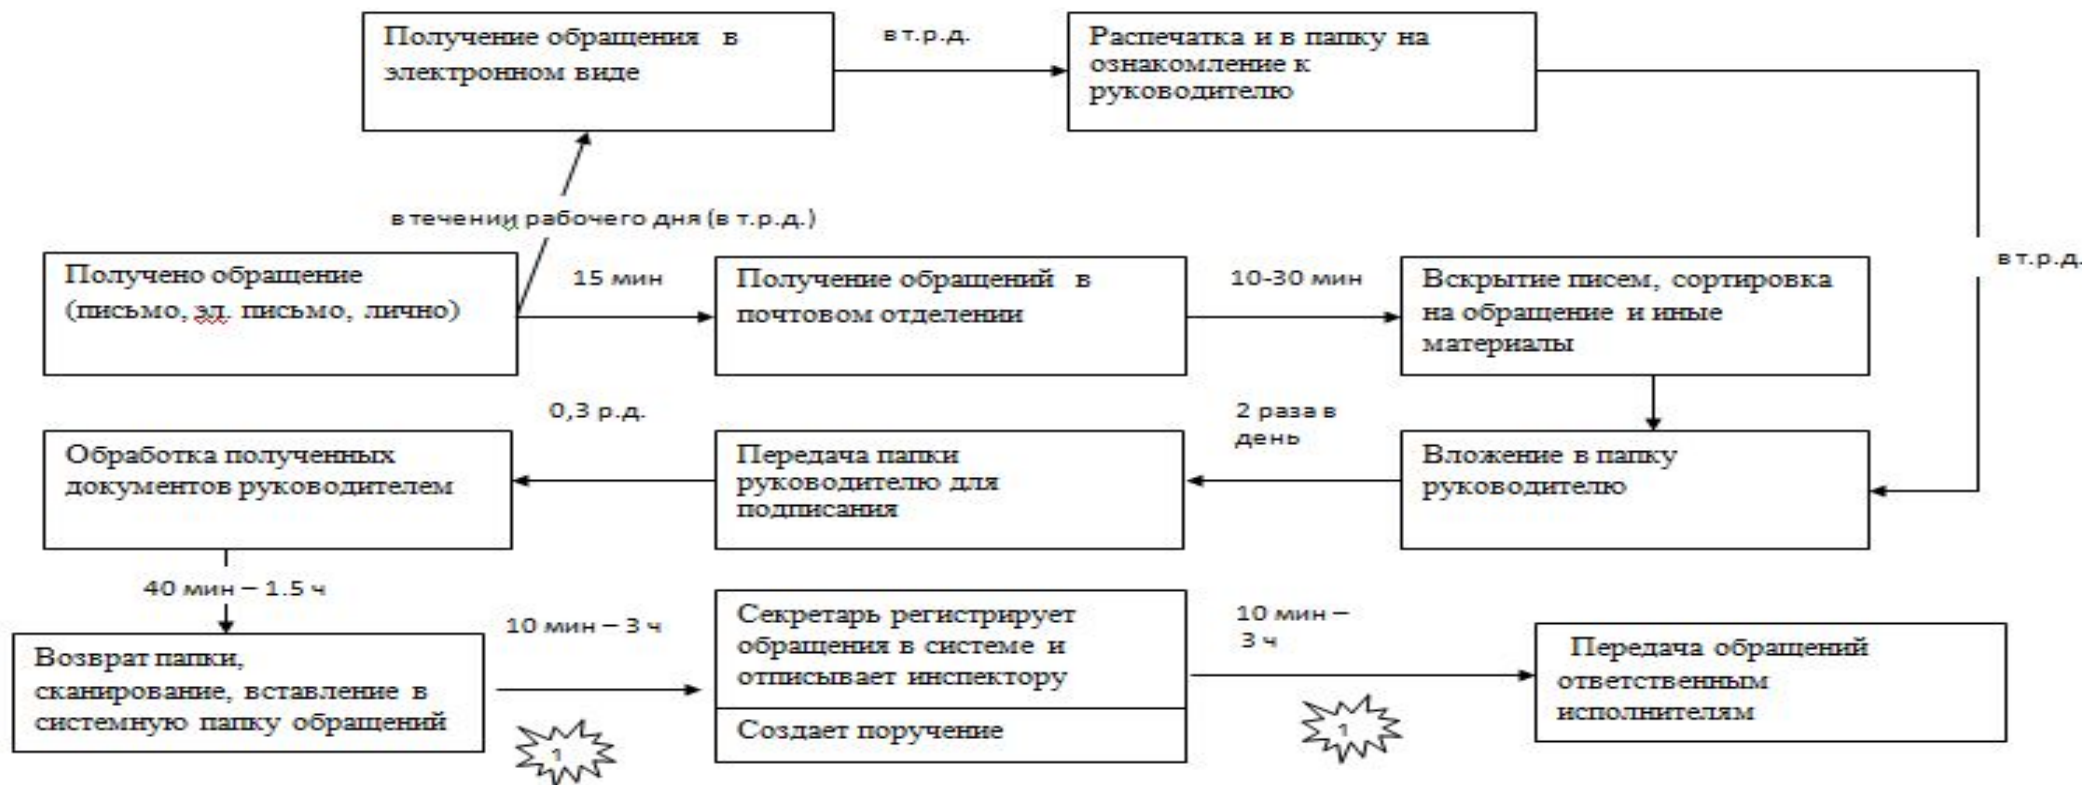 Получение обращения в
электронном виде
в т.р.д.
Распечатка и в папку на
ознакомление к
руководителю
в течении рабочего дня (в т.р.д.)
в т.р.д.
Получено обращение
(письмо, эл. письмо, лично)
15 мин
Получение обращений в
почтовом отделении
10-30 мин
Вскрытие писем, сортировка
на обращение и иные
материалы
Обработка полученных
документов руководителем
0,3 р.д.
Передача папки
руководителю для
подписания
2 раза в
день
Вложение в папку
руководителю
40 мин – 1.5 ч
Возврат папки,
сканирование, вставление в
системную папку обращений
10 мин – 3 ч
1
Секретарь регистрирует
обращения в системе и
отписывает инспектору
Создает поручение
10 мин –
3 ч
1
Передача обращений
ответственным
исполнителям